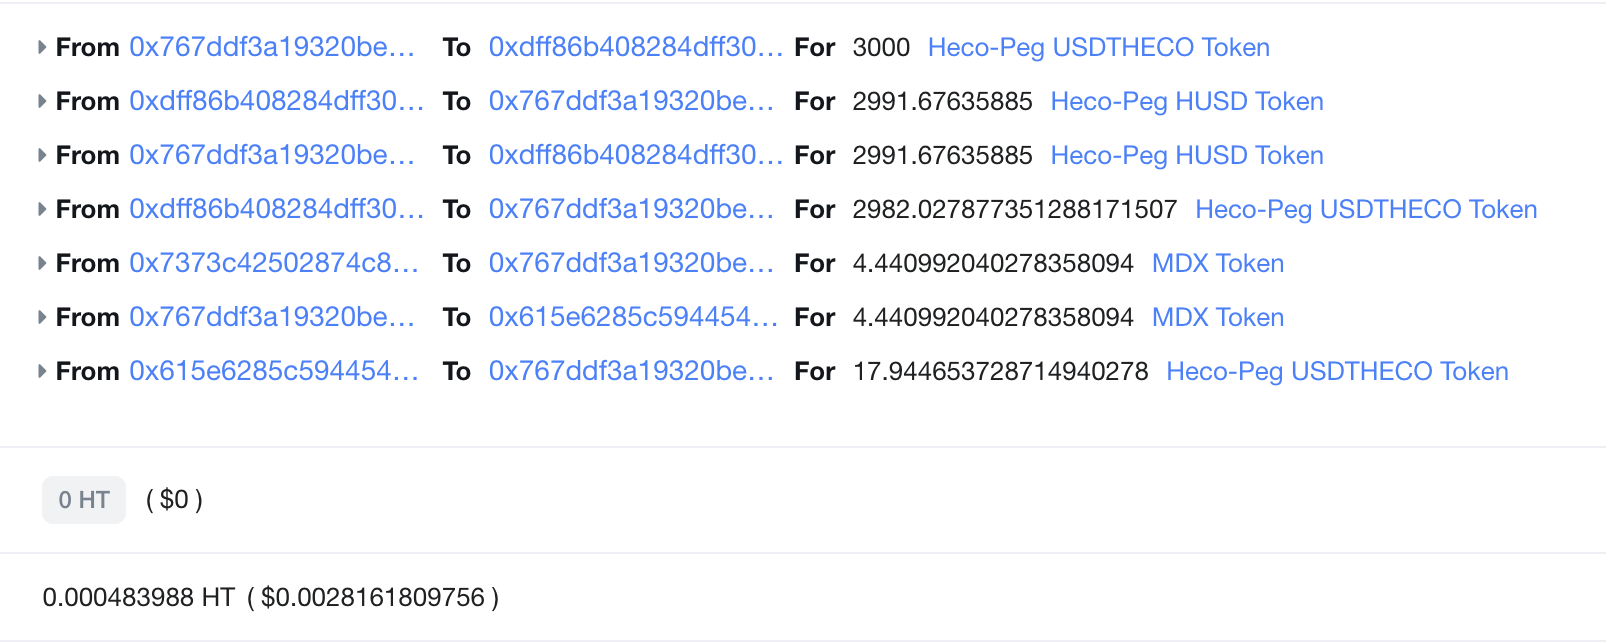 From 0x767ddf3a19320be... To 0xdff86b408284dff30... For 3000 Heco-Peg USDTHECO Token
From 0xdff86b408284dff30... To 0x767ddf3a19320be... For 2991.67635885 Heco-Peg HUSD Token
From 0x767ddf3a19320be... To 0xdff86b408284dff30... For 2991.67635885 Heco-Peg HUSD Token
From 0xdff86b408284dff30... To 0x767ddf3a19320be... For 2982.027877351288171507 Heco-Peg USDTHECO Token
From 0x7373c42502874c8... To 0x767ddf3a19320be... For 4.440992040278358094 MDX Token
From 0x767ddf3a19320be... To 0x615e6285c594454... For 4.440992040278358094 MDX Token
From 0x615e6285c594454... To 0x767ddf3a19320be... For 17.944653728714940278 Heco-Peg USDTHECO Token
0 HT ( $0 )
0.000483988 HT ( $0.0028161809756 )